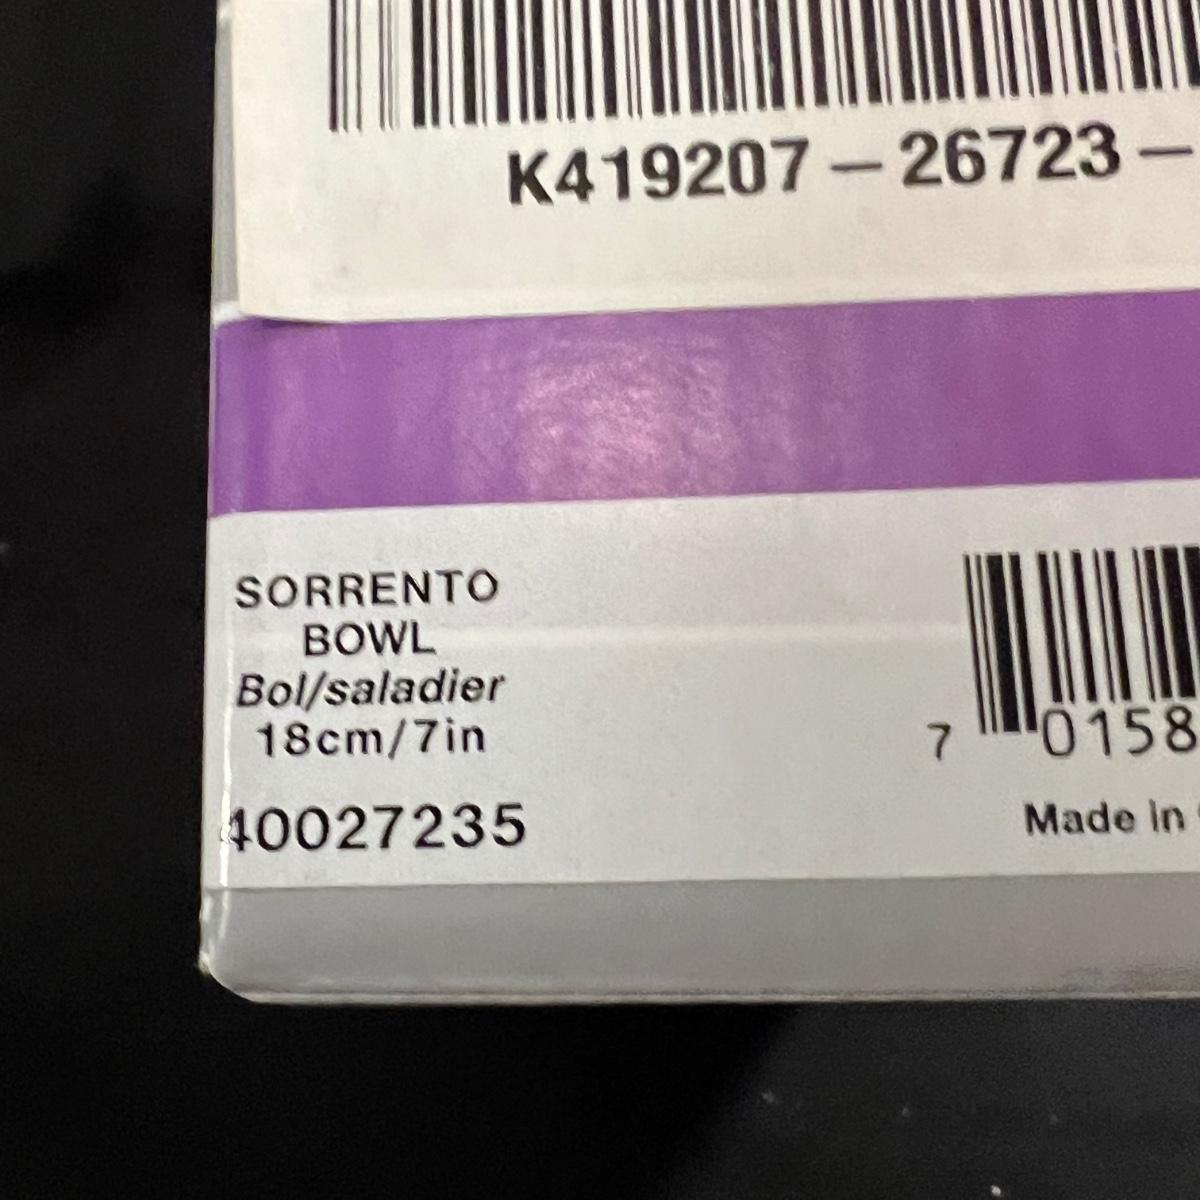 K419207-26723-
SORRENTO
BOWL
Bol/saladier
18cm/7in
40027235
7 0158
Made in